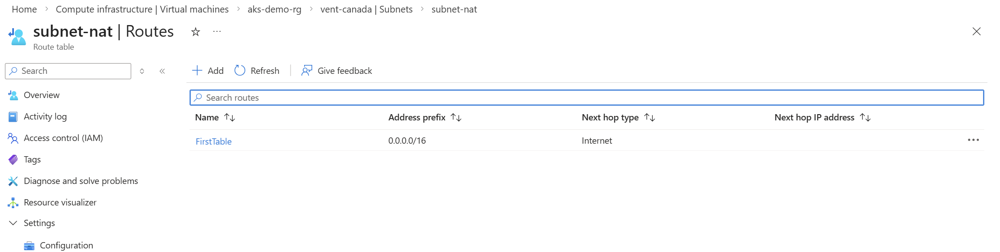 Home > Compute infrastructure | Virtual machines > aks-demo-rg > vent-canada | Subnets > subnet-nat
subnet-nat | Routes
Route table
Search
Add
Refresh
Give feedback
Overview
Activity log
Access control (IAM)
Tags
Diagnose and solve problems
Resource visualizer
Settings
Configuration
Search routes
Name Address prefix Next hop type Next hop IP address
FirstTable 0.0.0.0/16 Internet